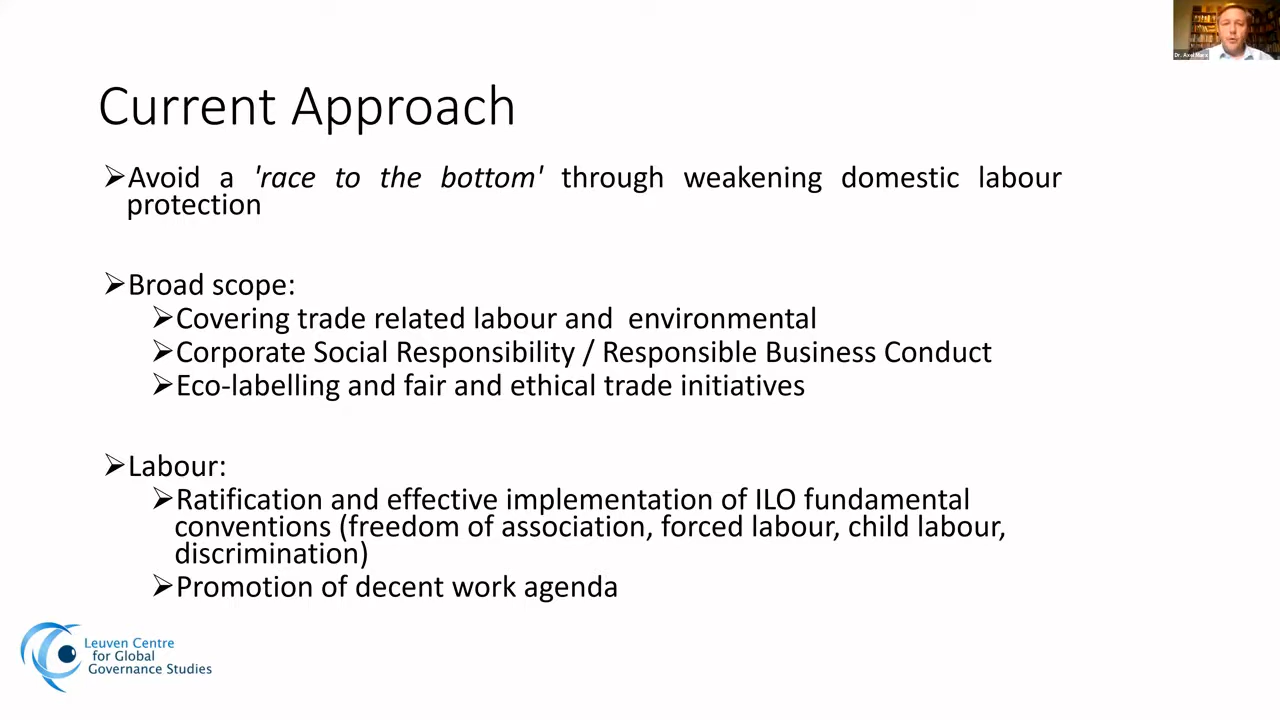 Dr. Axel Marx
Current Approach
➢Avoid a 'race to the bottom' through weakening domestic labour
protection
➢Broad scope:
➢Covering trade related labour and environmental
➢Corporate Social Responsibility / Responsible Business Conduct
➢Eco-labelling and fair and ethical trade initiatives
➢Labour:
➢Ratification and effective implementation of ILO fundamental
conventions (freedom of association, forced labour, child labour,
discrimination)
➢Promotion of decent work agenda
Leuven Centre
for Global
Governance Studies